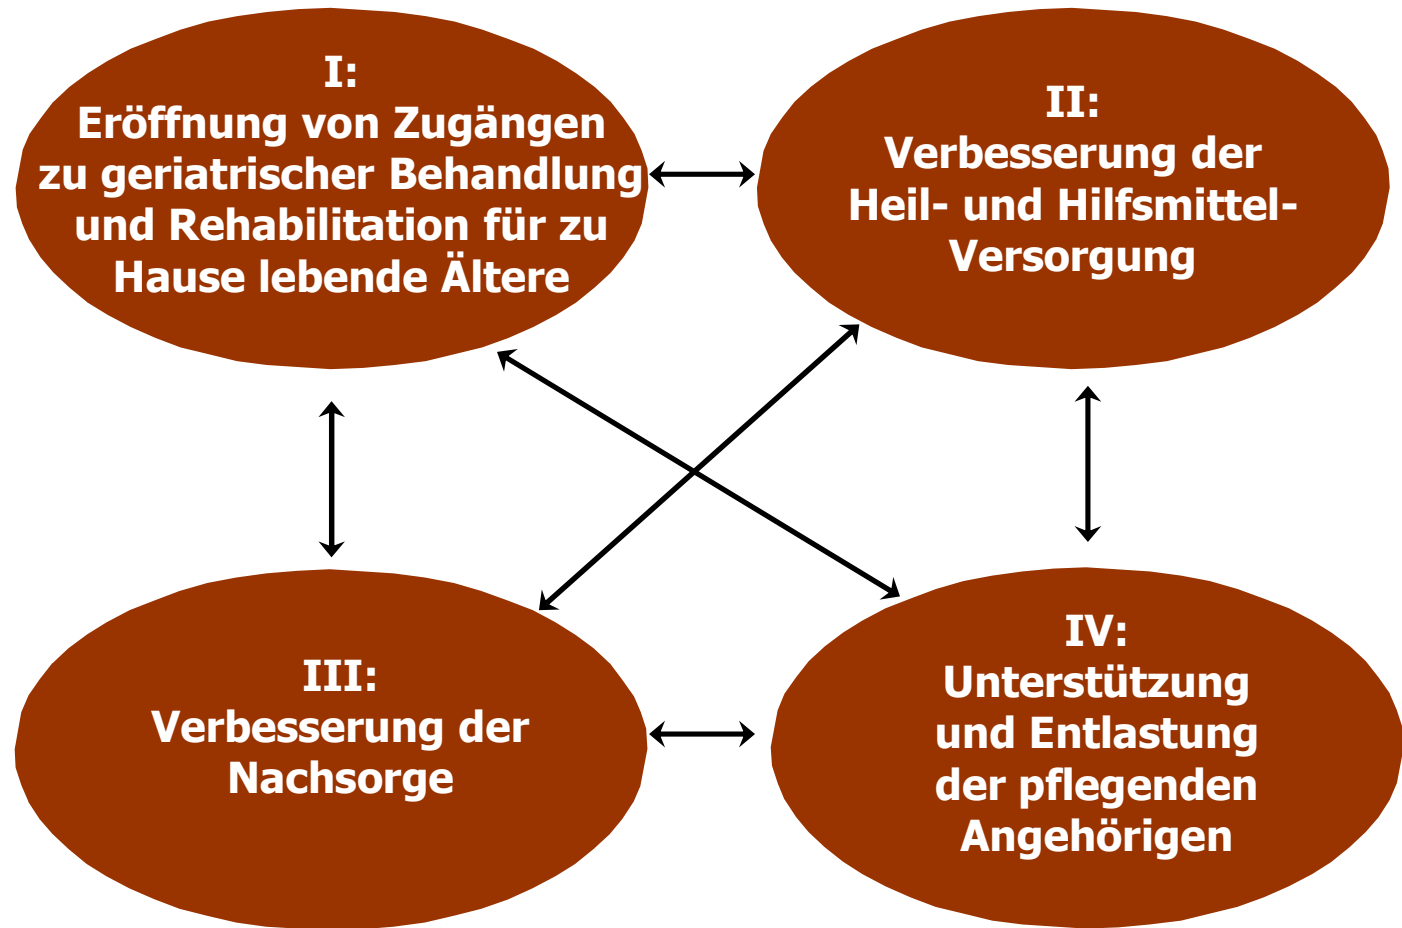 I:
Eröffnung von Zugängen
zu geriatrischer Behandlung
und Rehabilitation für zu
Hause lebende Ältere
II:
Verbesserung der
Heil- und Hilfsmittel-
Versorgung
III:
Verbesserung der
Nachsorge
IV:
Unterstützung
und Entlastung
der pflegenden
Angehörigen